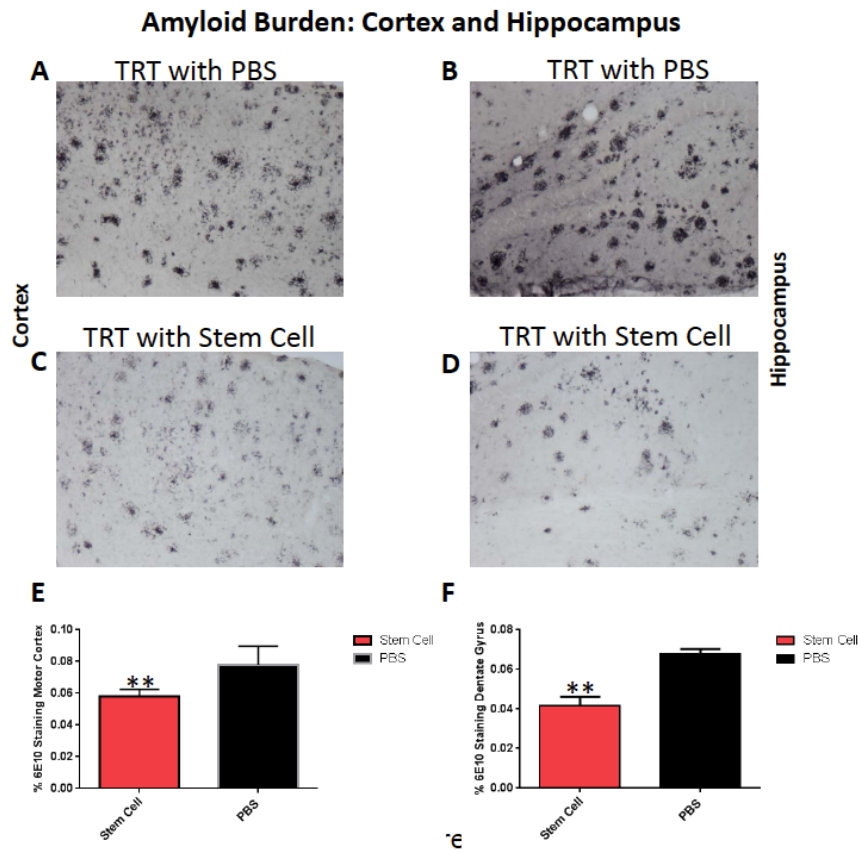 Amyloid Burden: Cortex and Hippocampus
A
TRT with PBS
B
TRT with PBS
Cortex
Hippocampus
C
TRT with Stem Cell
D
TRT with Stem Cell
E
% 6E10 Staining Motor Cortex
0.10
0.08
0.06
0.04
0.02
0.00
**
Stem Cell
PBS
Stem Cell
PBS
F
% 6E10 Staining Dentate Gyrus
0.08
0.06
0.04
0.02
0.00
**
Stem Cell
PBS
Stem Cell
PBS
re